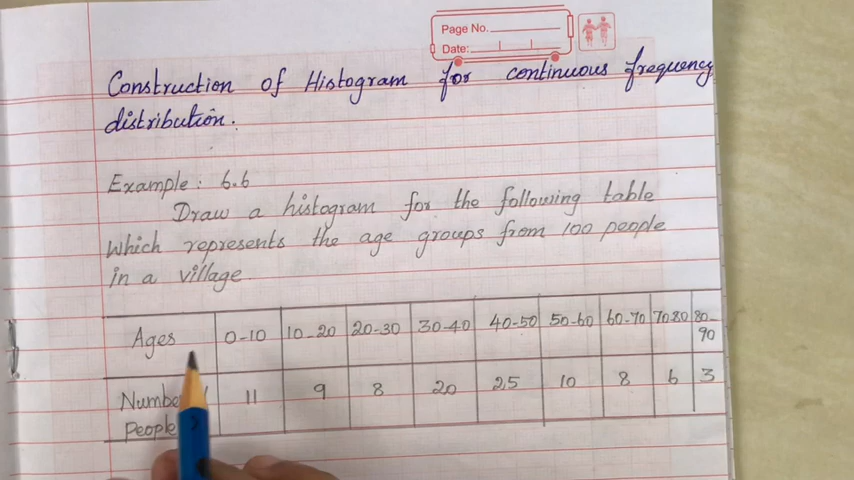 Page No.
Date:
Construction of Histogram for continuous frequency
distribution.
Example: 6.6
Draw a histogram for the following table
Which represents the age groups from 100 people
in a village
Ages 0-10 10-20 20-30 30-40 40-50 50-60 60-70 70-80 80-90
Number 11 9 8 20 25 10 8 6 3
People